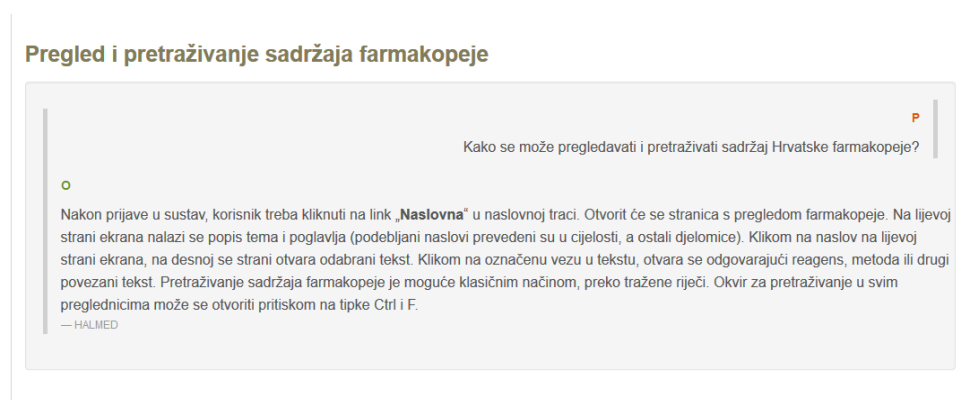 Pregled i pretraživanje sadržaja farmakopeje
P
Kako se može pregledavati i pretraživati sadržaj Hrvatske farmakopeje?
O
Nakon prijave u sustav, korisnik treba kliknuti na link „Naslovna“ u naslovnoj traci. Otvorit će se stranica s pregledom farmakopeje. Na lijevoj
strani ekrana nalazi se popis tema i poglavlja (podebljani naslovi prevedeni su u cijelosti, a ostali djelomice). Klikom na naslov na lijevoj
strani ekrana, na desnoj se strani otvara odabrani tekst. Klikom na označenu vezu u tekstu, otvara se odgovarajući reagens, metoda ili drugi
povezani tekst. Pretraživanje sadržaja farmakopeje je moguće klasičnim načinom, preko tražene riječi. Okvir za pretraživanje u svim
preglednicima može se otvoriti pritiskom na tipke Ctrl i F.
— HALMED